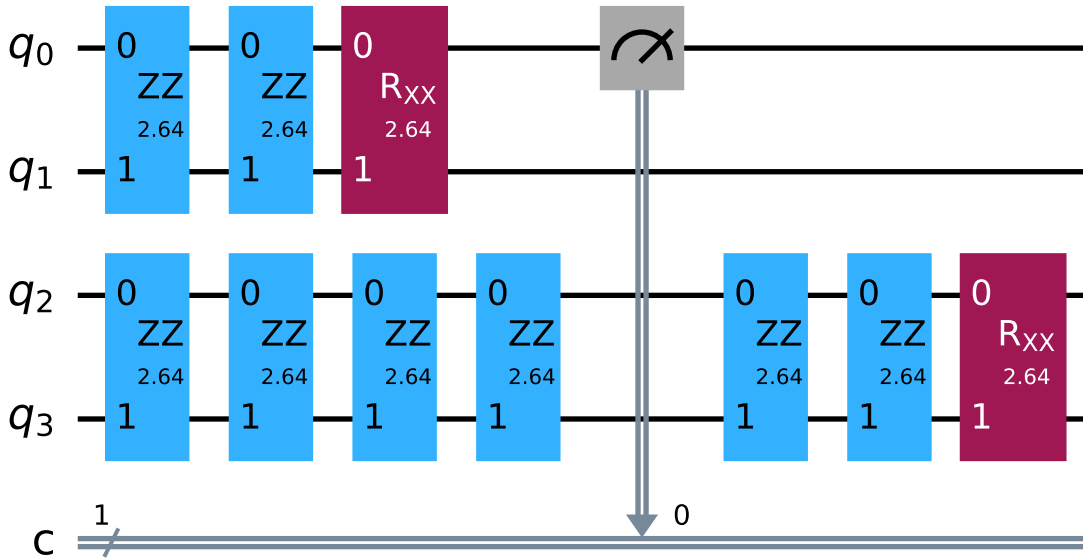 q0 0 0 0
ZZ ZZ RXX
2.64 2.64 2.64
q1 1 1 1
q2 0 0 0 0 0 0 0
ZZ ZZ ZZ ZZ ZZ ZZ RXX
2.64 2.64 2.64 2.64 2.64 2.64 2.64
q3 1 1 1 1 1 1 1
1 0
c